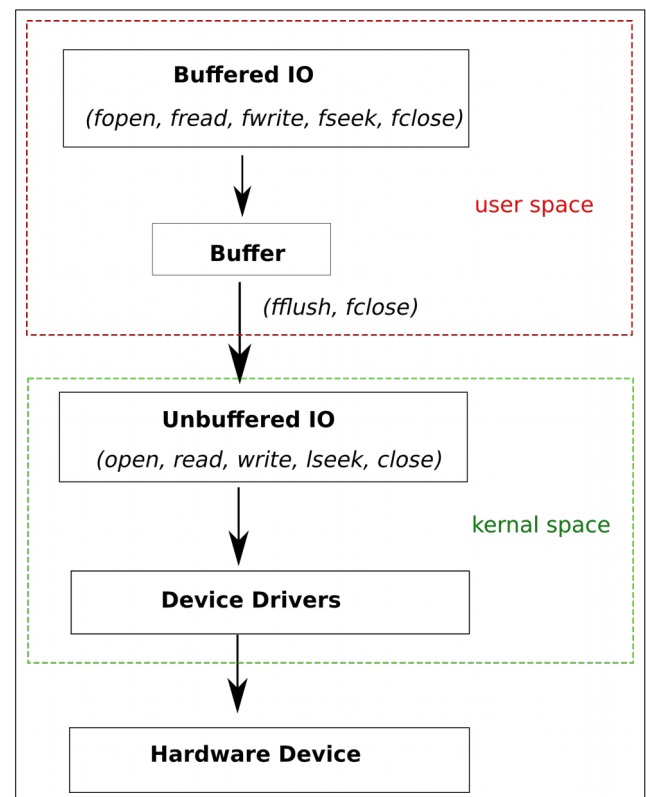 Buffered IO
(fopen, fread, fwrite, fseek, fclose)
user space
Buffer
(fflush, fclose)
Unbuffered IO
(open, read, write, lseek, close)
kernal space
Device Drivers
Hardware Device